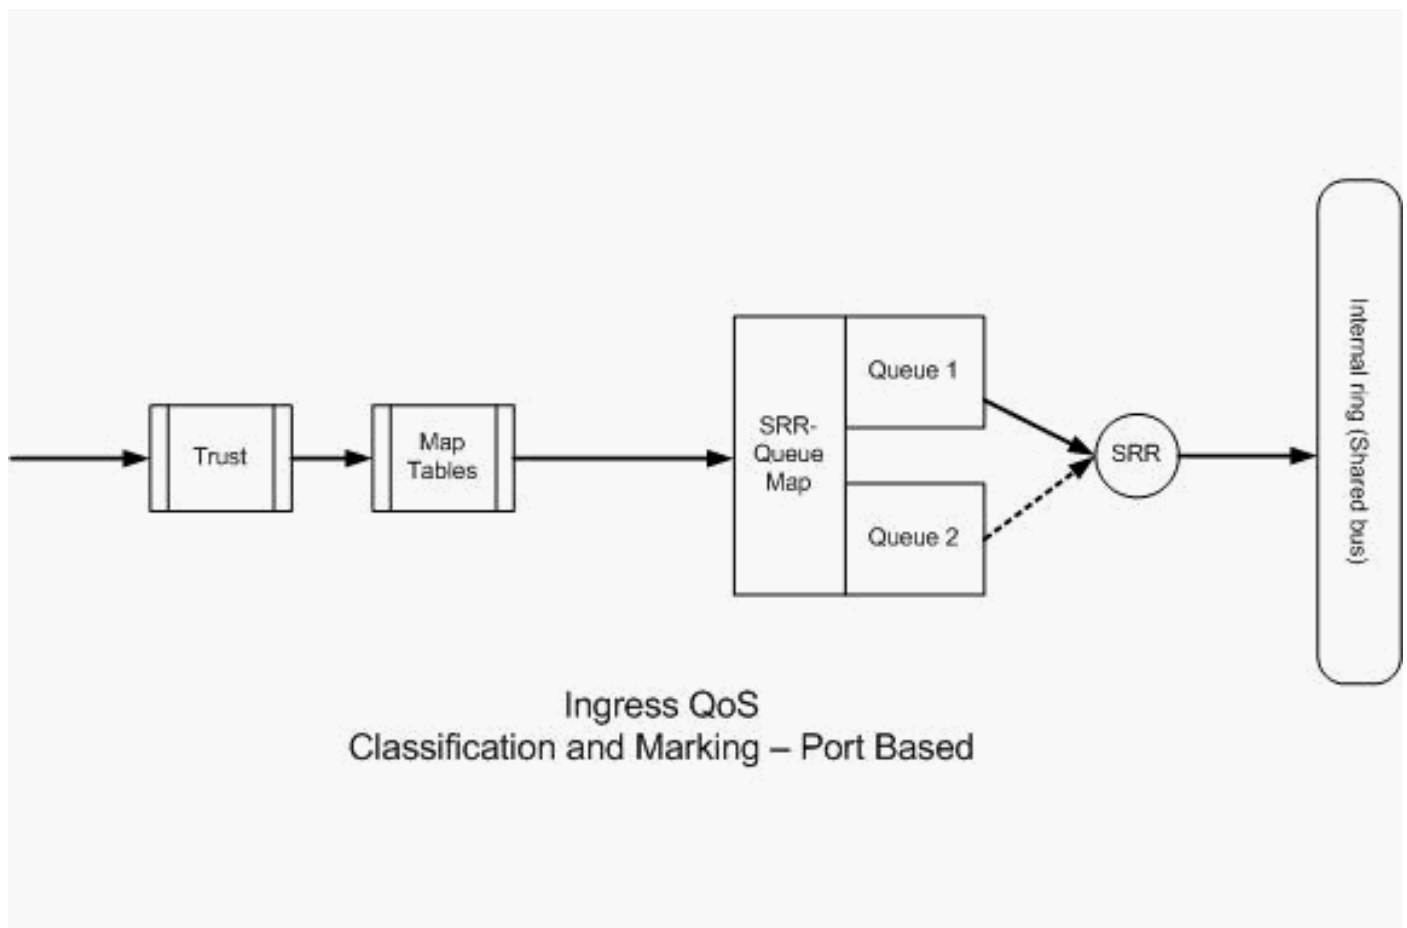 Trust
Map
Tables
SRR-
Queue
Map
Queue 1
Queue 2
SRR
Internal ring (Shared bus)
Ingress QoS
Classification and Marking – Port Based